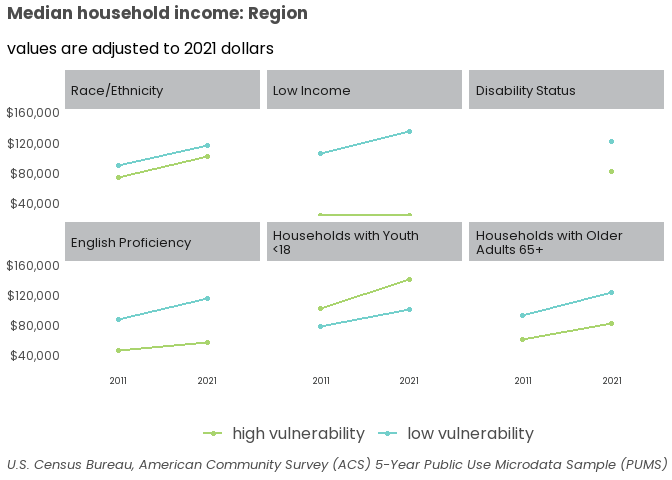 Median household income: Region
values are adjusted to 2021 dollars
Race/Ethnicity
Low Income
Disability Status
$160,000
$120,000
$80,000
$40,000
English Proficiency
Households with Youth
<18
Households with Older
Adults 65+
$160,000
$120,000
$80,000
$40,000
2011
2021
2011
2021
2011
2021
high vulnerability
low vulnerability
U.S. Census Bureau, American Community Survey (ACS) 5-Year Public Use Microdata Sample (PUMS)